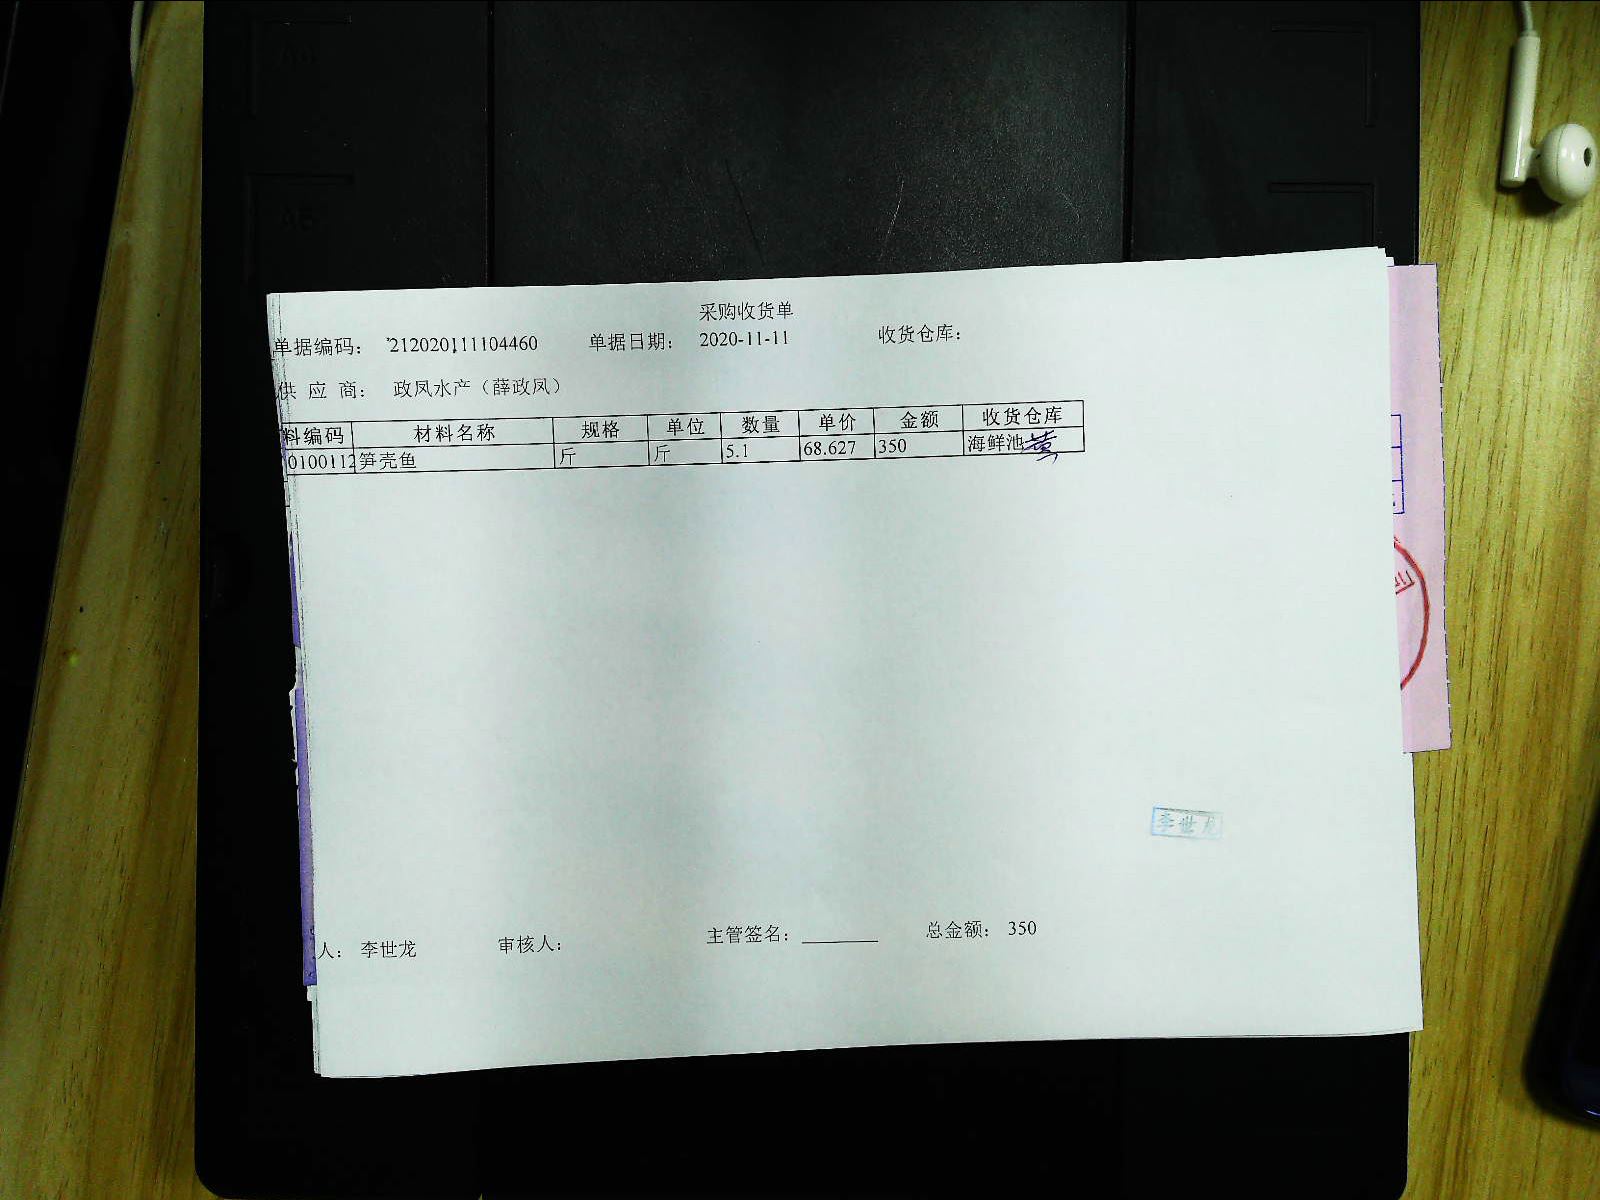 采购收货单
单据编码： '212020111104460 单据日期： 2020-11-11 收货仓库：
供 应 商： 政凤水产（薛政凤）
料编码 材料名称 规格 单位 数量 单价 金额 收货仓库
0100112 笋壳鱼 斤 斤 5.1 68.627 350 海鲜池
李世龙
人： 李世龙 审核人： 主管签名： ________ 总金额： 350